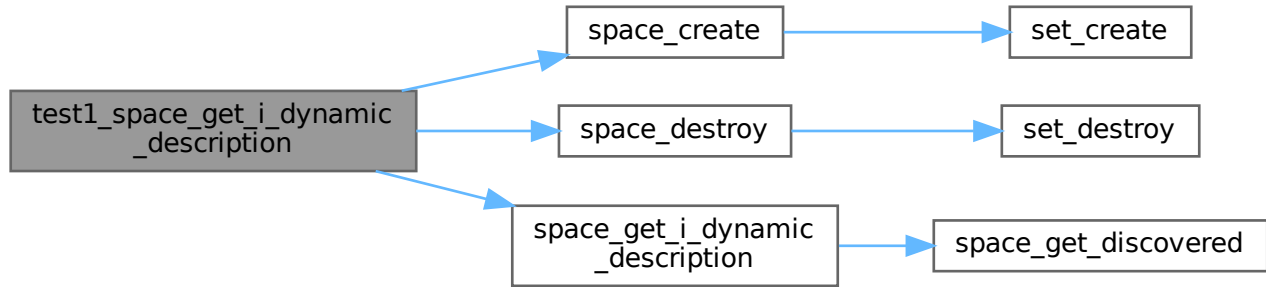 space_create
set_create
test1_space_get_i_dynamic
_description
space_destroy
set_destroy
space_get_i_dynamic
_description
space_get_discovered